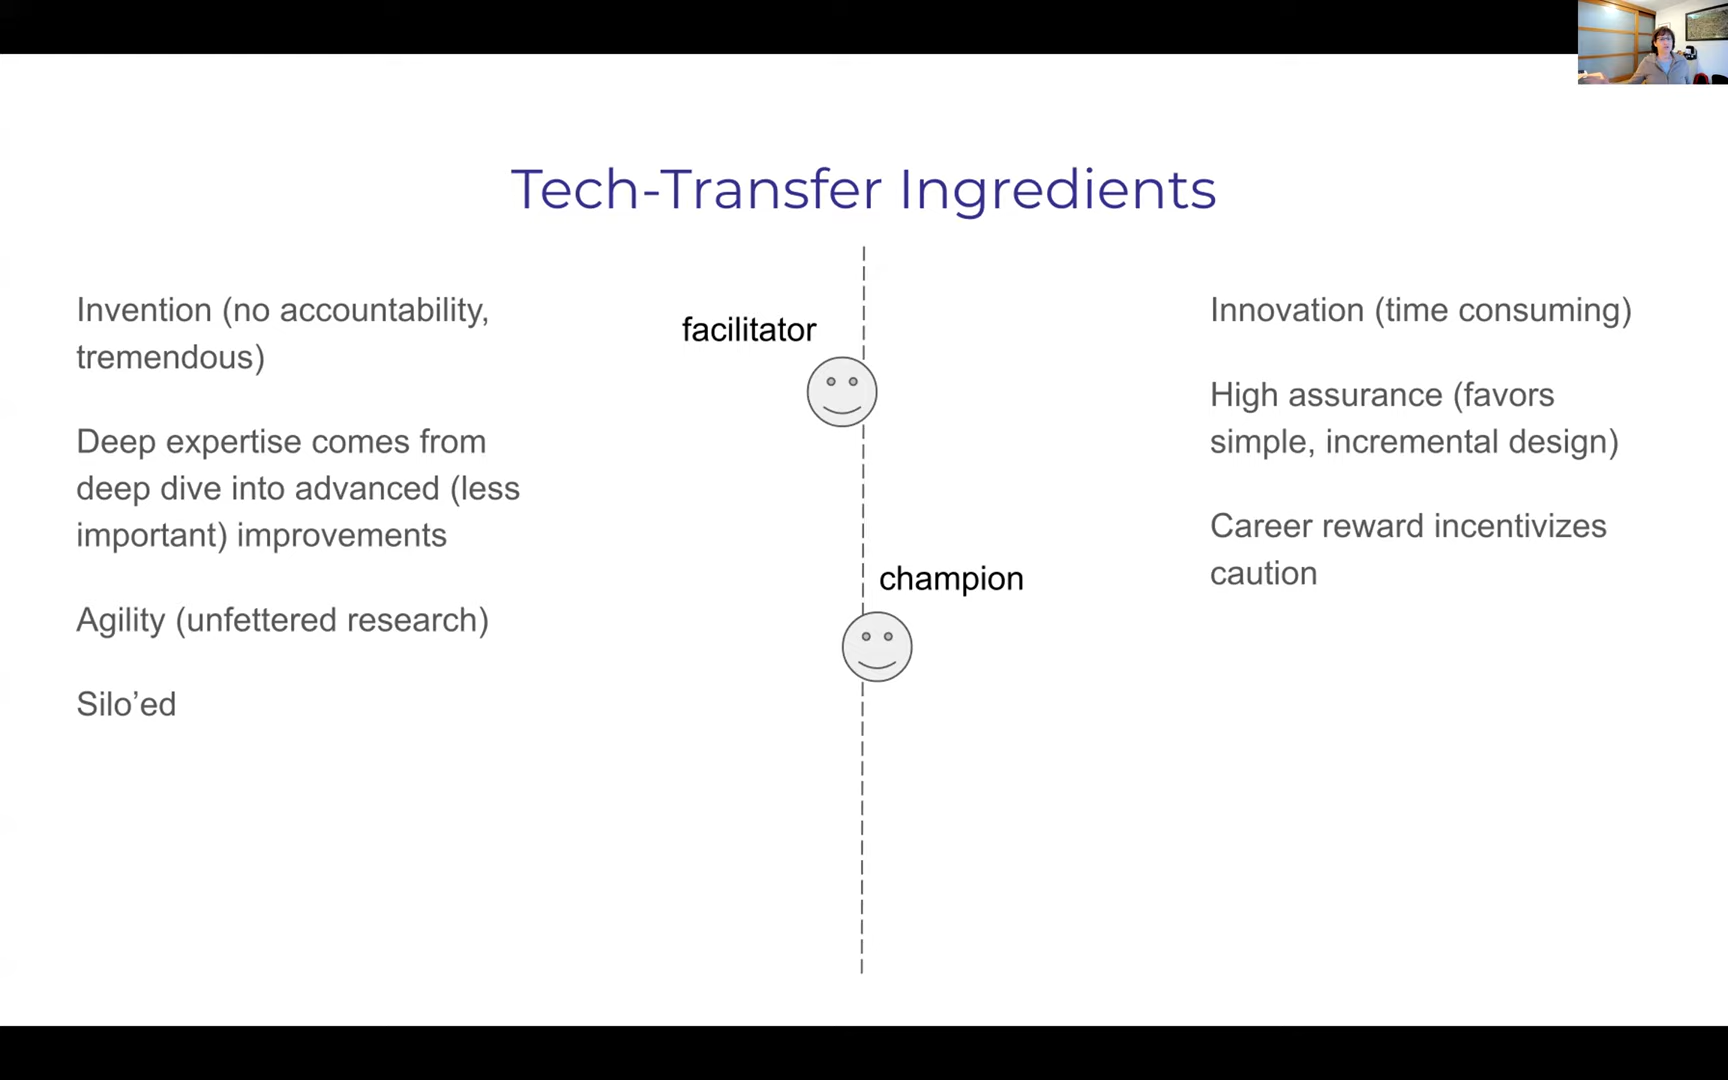 Tech-Transfer Ingredients
Invention (no accountability,
tremendous)
Deep expertise comes from
deep dive into advanced (less
important) improvements
Agility (unfettered research)
Silo’ed
facilitator
champion
Innovation (time consuming)
High assurance (favors
simple, incremental design)
Career reward incentivizes
caution